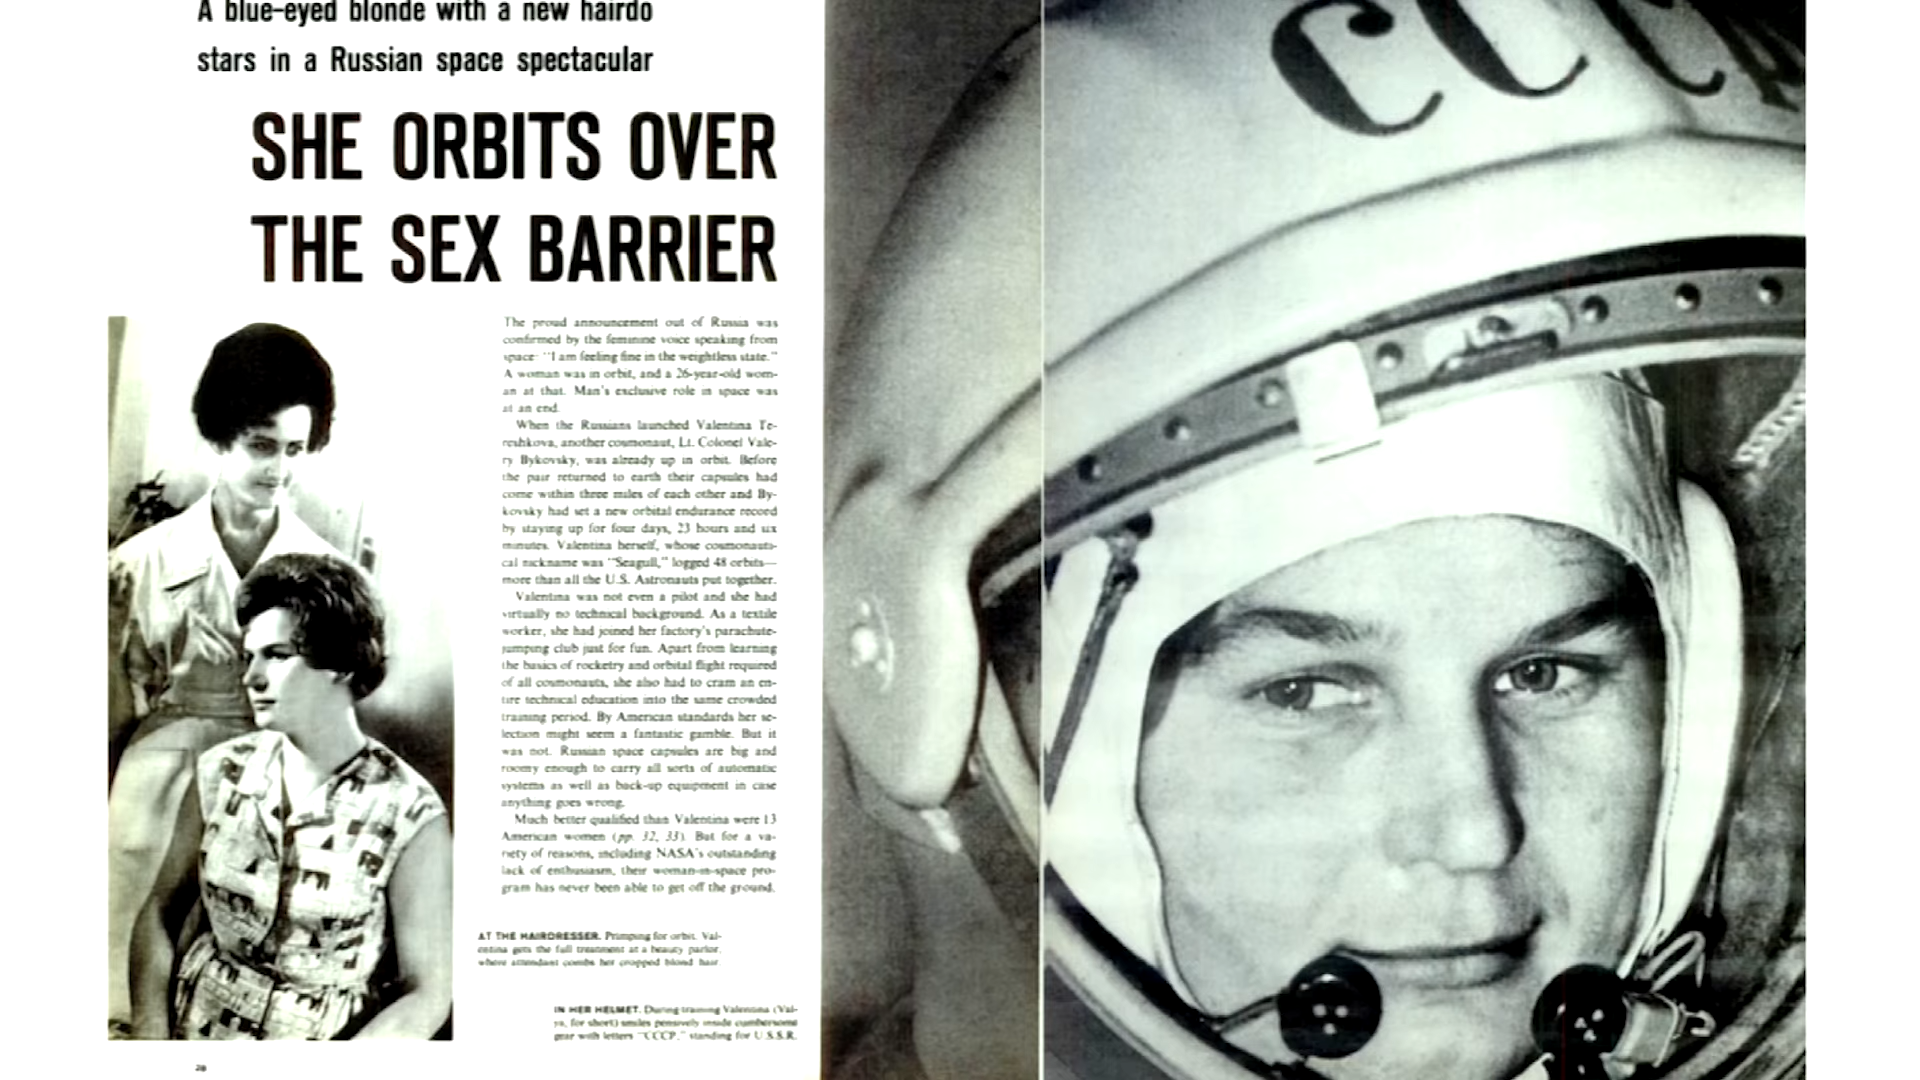 A blue-eyed blonde with a new hairdo
stars in a Russian space spectacular
SHE ORBITS OVER
THE SEX BARRIER
The proud announcement out of Russia was
confirmed by the feminine voice speaking from
space: "I am feeling fine in the weightless state."
A woman was in orbit, and a 26-year-old wom-
an at that. Man's exclusive role in space was
at an end.
When the Russians launched Valentina Te-
reshkova, another cosmonaut, Lt. Colonel Vale-
ry Bykovsky, was already up in orbit. Before
the pair returned to earth their capsules had
come within three miles of each other and By-
kovsky had set a new orbital endurance record
by staying up for four days, 23 hours and six
minutes. Valentina herself, whose cosmonauti-
cal nickname was "Seagull," logged 48 orbits—
more than all the U.S. Astronauts put together.
Valentina was not even a pilot and she had
virtually no technical background. As a textile
worker, she had joined her factory's parachute-
jumping club just for fun. Apart from learning
the basics of rocketry and orbital flight required
of all cosmonauts, she also had to cram an en-
tire technical education into the same crowded
training period. By American standards her se-
lection might seem a fantastic gamble. But it
was not. Russian space capsules are big and
roomy enough to carry all sorts of automatic
systems as well as back-up equipment in case
anything goes wrong.
Much better qualified than Valentina were 13
American women (pp. 32, 33). But for a va-
riety of reasons, including NASA's outstanding
lack of enthusiasm, their woman-in-space pro-
gram has never been able to get off the ground.
AT THE HAIRDRESSER. Primping for orbit, Val-
entina gets the full treatment at a beauty parlor,
where attendant combs her cropped blond hair.
IN HER HELMET. During training Valentina (Val-
ya, for short) smiles pensively inside cumbersome
gear with letters "CCCP," standing for U.S.S.R.
28
CCCP